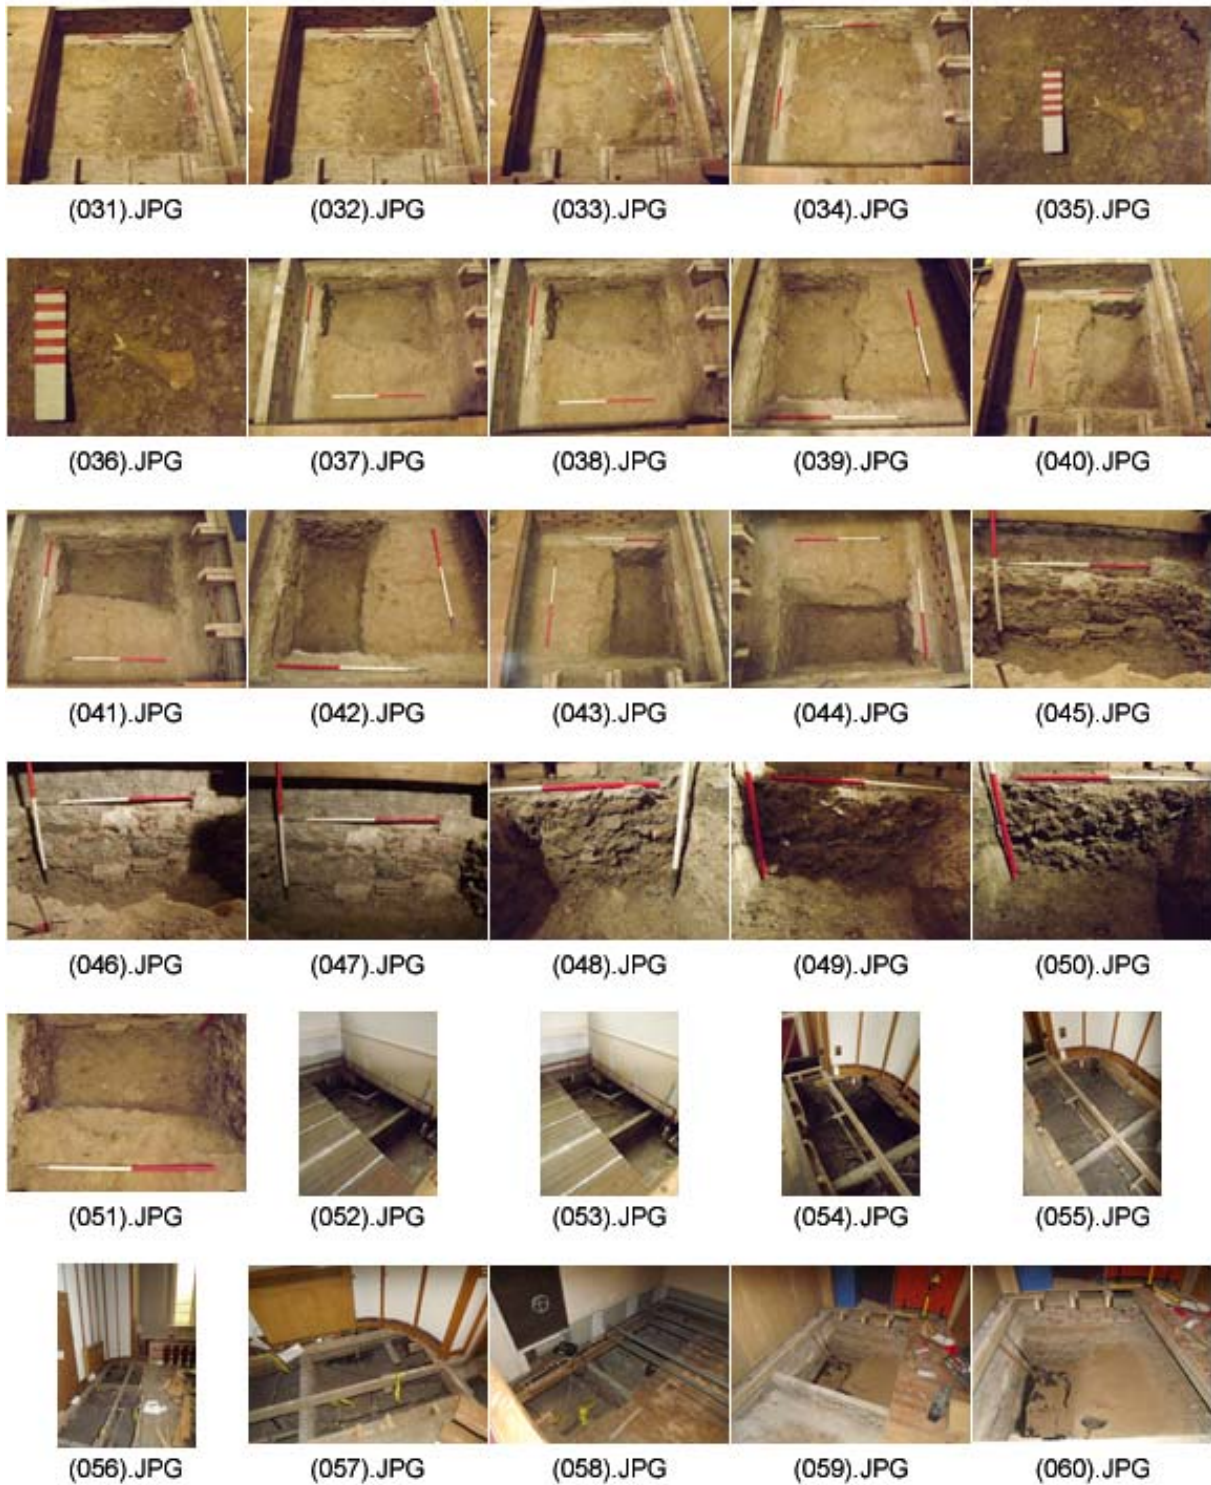 (031).JPG (032).JPG (033).JPG (034).JPG (035).JPG
(036).JPG (037).JPG (038).JPG (039).JPG (040).JPG
(041).JPG (042).JPG (043).JPG (044).JPG (045).JPG
(046).JPG (047).JPG (048).JPG (049).JPG (050).JPG
(051).JPG (052).JPG (053).JPG (054).JPG (055).JPG
(056).JPG (057).JPG (058).JPG (059).JPG (060).JPG